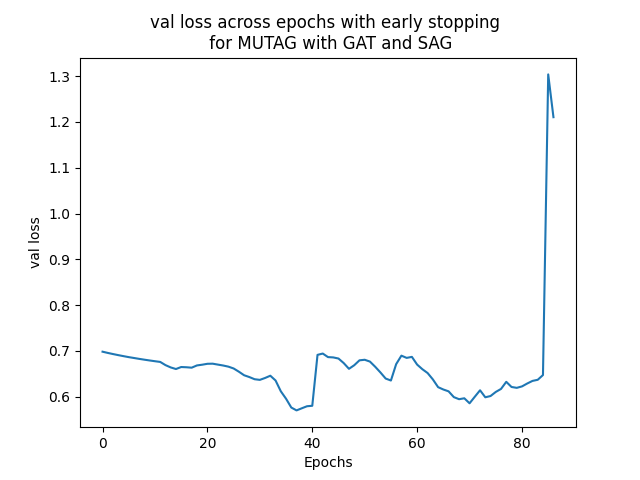 val loss across epochs with early stopping
for MUTAG with GAT and SAG
1.3
1.2
1.1
1.0
0.9
0.8
0.7
0.6
val loss
0 20 40 60 80
Epochs